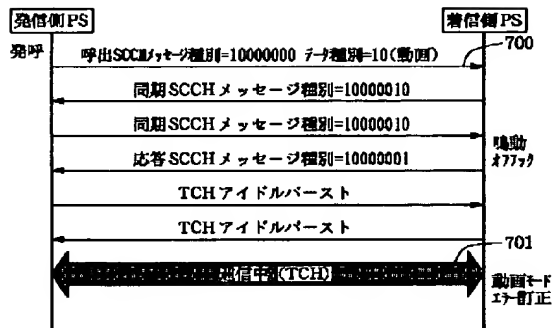 発信側PS
着信側PS
発呼
呼出SCCHメッセージ種別=10000000 データ種別=10(動画)
700
同期SCCHメッセージ種別=10000010
同期SCCHメッセージ種別=10000010
鳴動
オフフック
応答SCCHメッセージ種別=10000001
TCHアイドルバースト
TCHアイドルバースト
701
通信中(TCH)
動画モード
エラー訂正